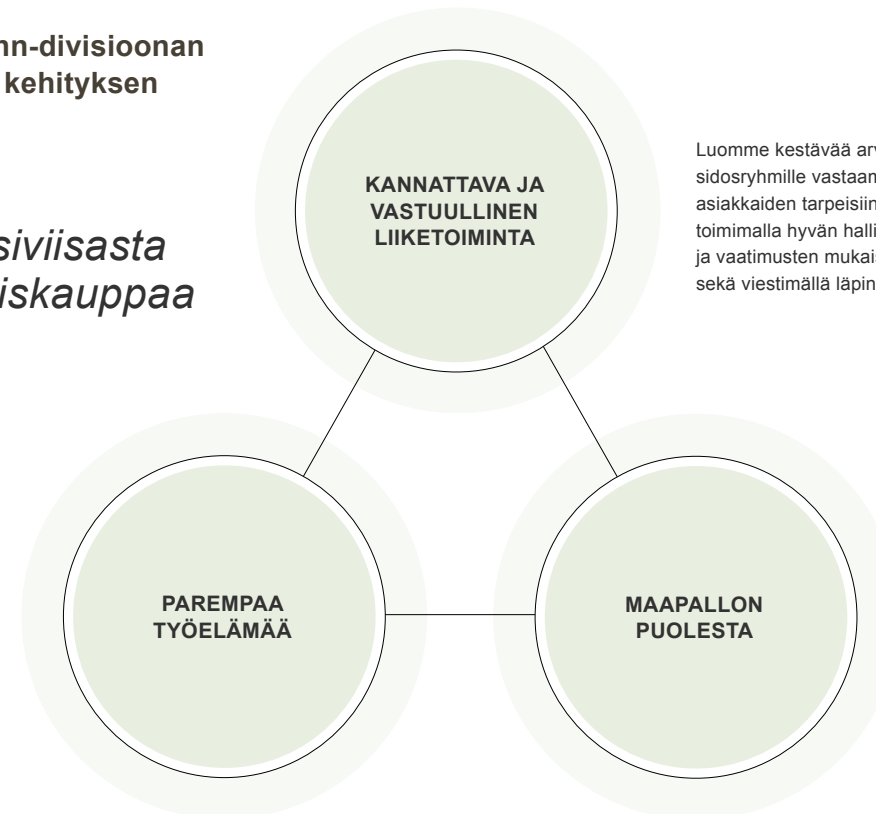 nn-divisioonan
kehityksen
siviisasta
iskauppaa
KANNATTAVA JA
VASTUULLINEN
LIIKETOIMINTA
Luomme kestävää arv
sidosryhmille vastaam
asiakkaiden tarpeisiin
toimimalla hyvän halli
ja vaatimusten mukais
sekä viestimällä läpin
PAREMPAA
TYÖELÄMÄÄ
MAAPALLON
PUOLESTA